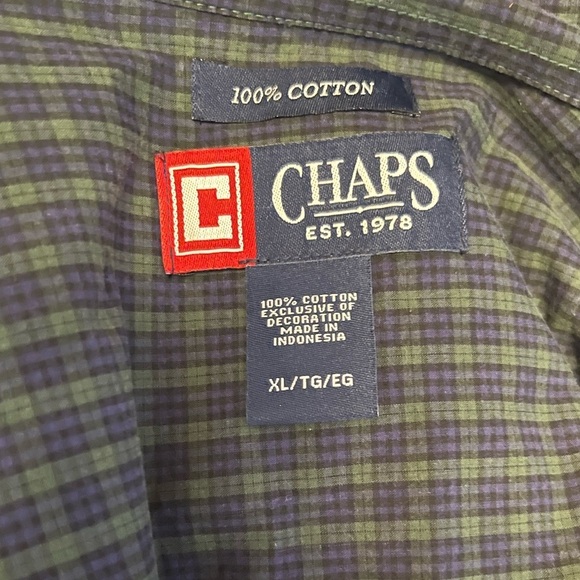 100% COTTON
C CHAPS
EST. 1978
100% COTTON
EXCLUSIVE OF
DECORATION
MADE IN
INDONESIA
XL/TG/EG